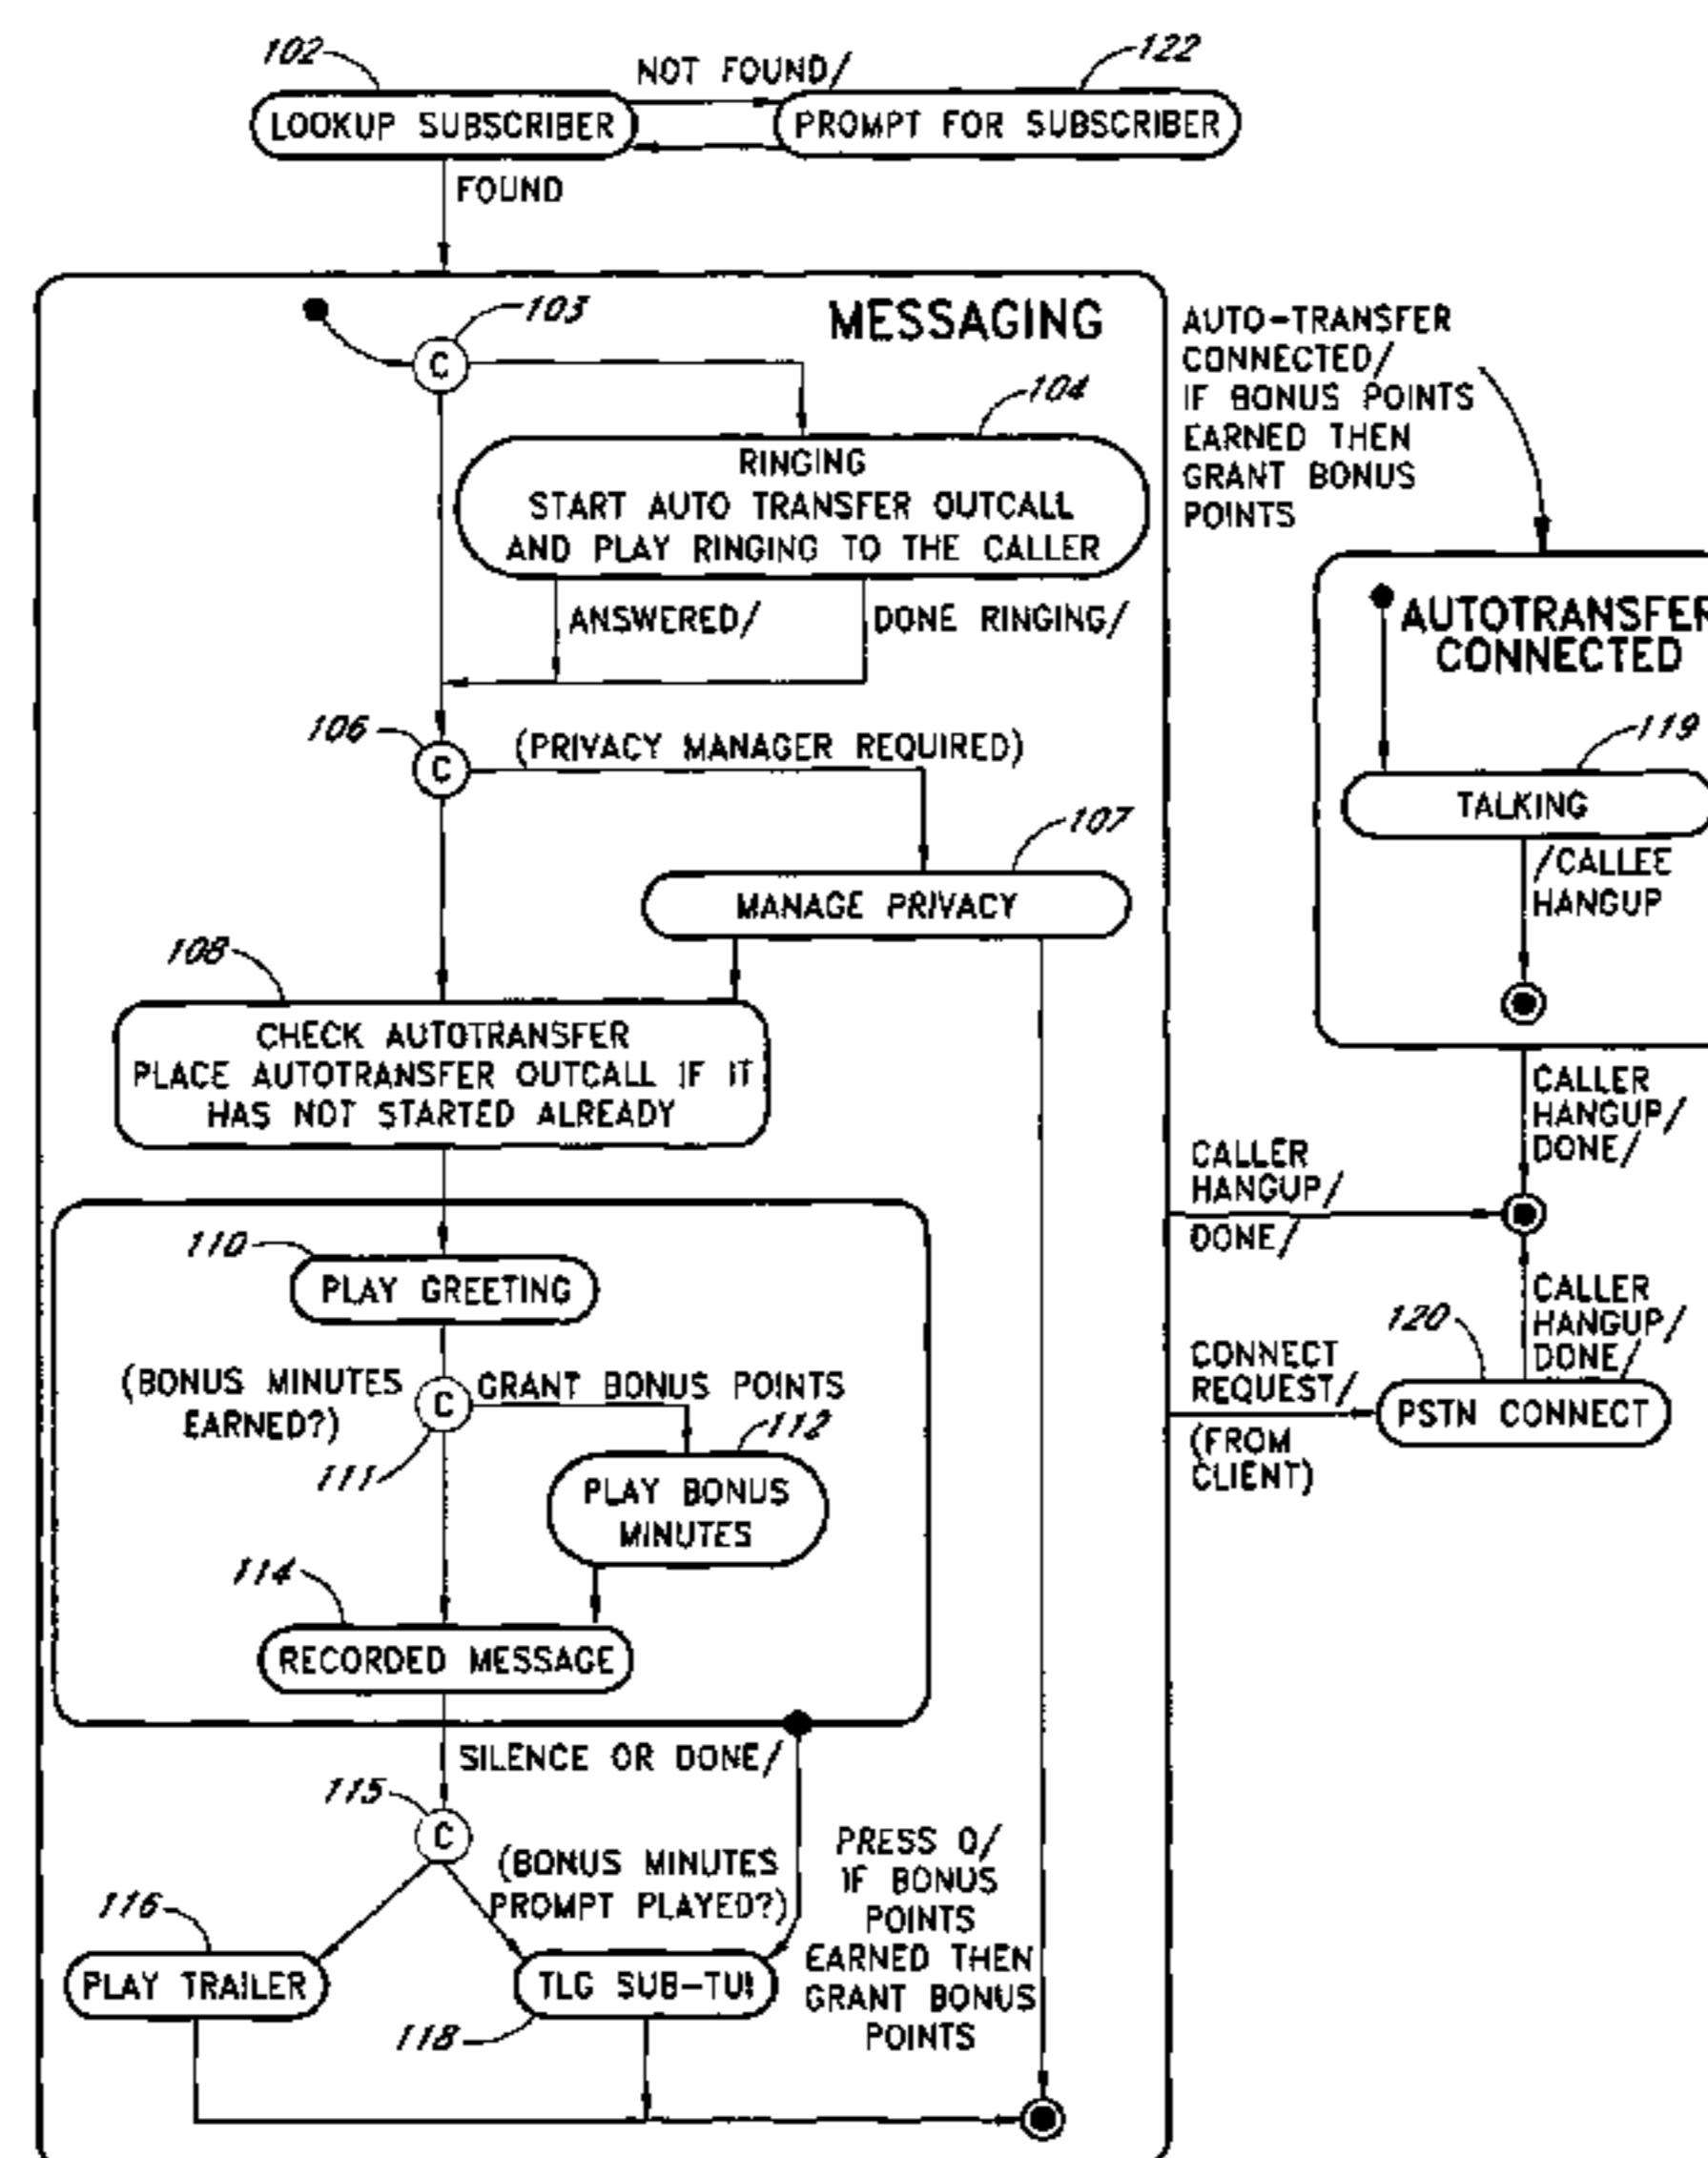 102
NOT FOUND/
122
LOOKUP SUBSCRIBER
PROMPT FOR SUBSCRIBER
FOUND
103
MESSAGING
C
104
RINGING
START AUTO TRANSFER OUTCALL
AND PLAY RINGING TO THE CALLER
ANSWERED/
DONE RINGING/
106
C
(PRIVACY MANAGER REQUIRED)
107
MANAGE PRIVACY
108
CHECK AUTOTRANSFER
PLACE AUTOTRANSFER OUTCALL IF IT
HAS NOT STARTED ALREADY
110
PLAY GREETING
(BONUS MINUTES
EARNED?)
C
GRANT BONUS POINTS
111
112
PLAY BONUS
MINUTES
114
RECORDED MESSAGE
SILENCE OR DONE/
115
C
(BONUS MINUTES
PROMPT PLAYED?)
PRESS 0/
IF BONUS
POINTS
EARNED THEN
GRANT BONUS
POINTS
116
PLAY TRAILER
TLG SUB-TUI
118
AUTO-TRANSFER
CONNECTED/
IF BONUS POINTS
EARNED THEN
GRANT BONUS
POINTS
AUTOTRANSFER
CONNECTED
119
TALKING
/CALLEE
HANGUP
CALLER
HANGUP/
DONE/
CALLER
HANGUP/
DONE/
CALLER
HANGUP/
DONE/
120
CONNECT
REQUEST/
(FROM
CLIENT)
PSTN CONNECT